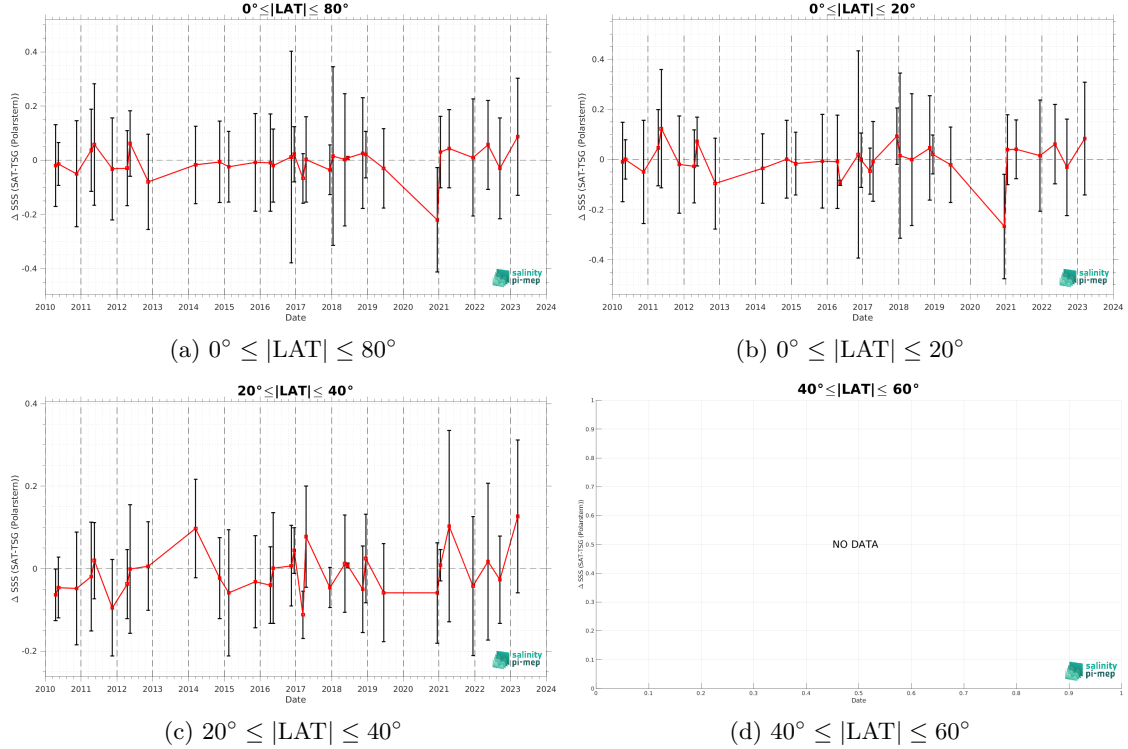 0°≤|LAT|≤ 80°
Δ SSS (SAT-TSG (Polarstern))
0.4
0.2
0
-0.2
-0.4
2010 2011 2012 2013 2014 2015 2016 2017 2018 2019 2020 2021 2022 2023 2024
Date
salinity
pi-mep
(a) 0° ≤ |LAT| ≤ 80°
0°≤|LAT|≤ 20°
Δ SSS (SAT-TSG (Polarstern))
0.4
0.2
0
-0.2
-0.4
2010 2011 2012 2013 2014 2015 2016 2017 2018 2019 2020 2021 2022 2023 2024
Date
salinity
pi-mep
(b) 0° ≤ |LAT| ≤ 20°
20°≤|LAT|≤ 40°
Δ SSS (SAT-TSG (Polarstern))
0.4
0.2
0
-0.2
2010 2011 2012 2013 2014 2015 2016 2017 2018 2019 2020 2021 2022 2023 2024
Date
salinity
pi-mep
(c) 20° ≤ |LAT| ≤ 40°
40°≤|LAT|≤ 60°
Δ SSS (SAT-TSG (Polarstern))
1
0.9
0.8
0.7
0.6
0.5
0.4
0.3
0.2
0.1
0
NO DATA
0 0.1 0.2 0.3 0.4 0.5 0.6 0.7 0.8 0.9 1
Date
salinity
pi-mep
(d) 40° ≤ |LAT| ≤ 60°